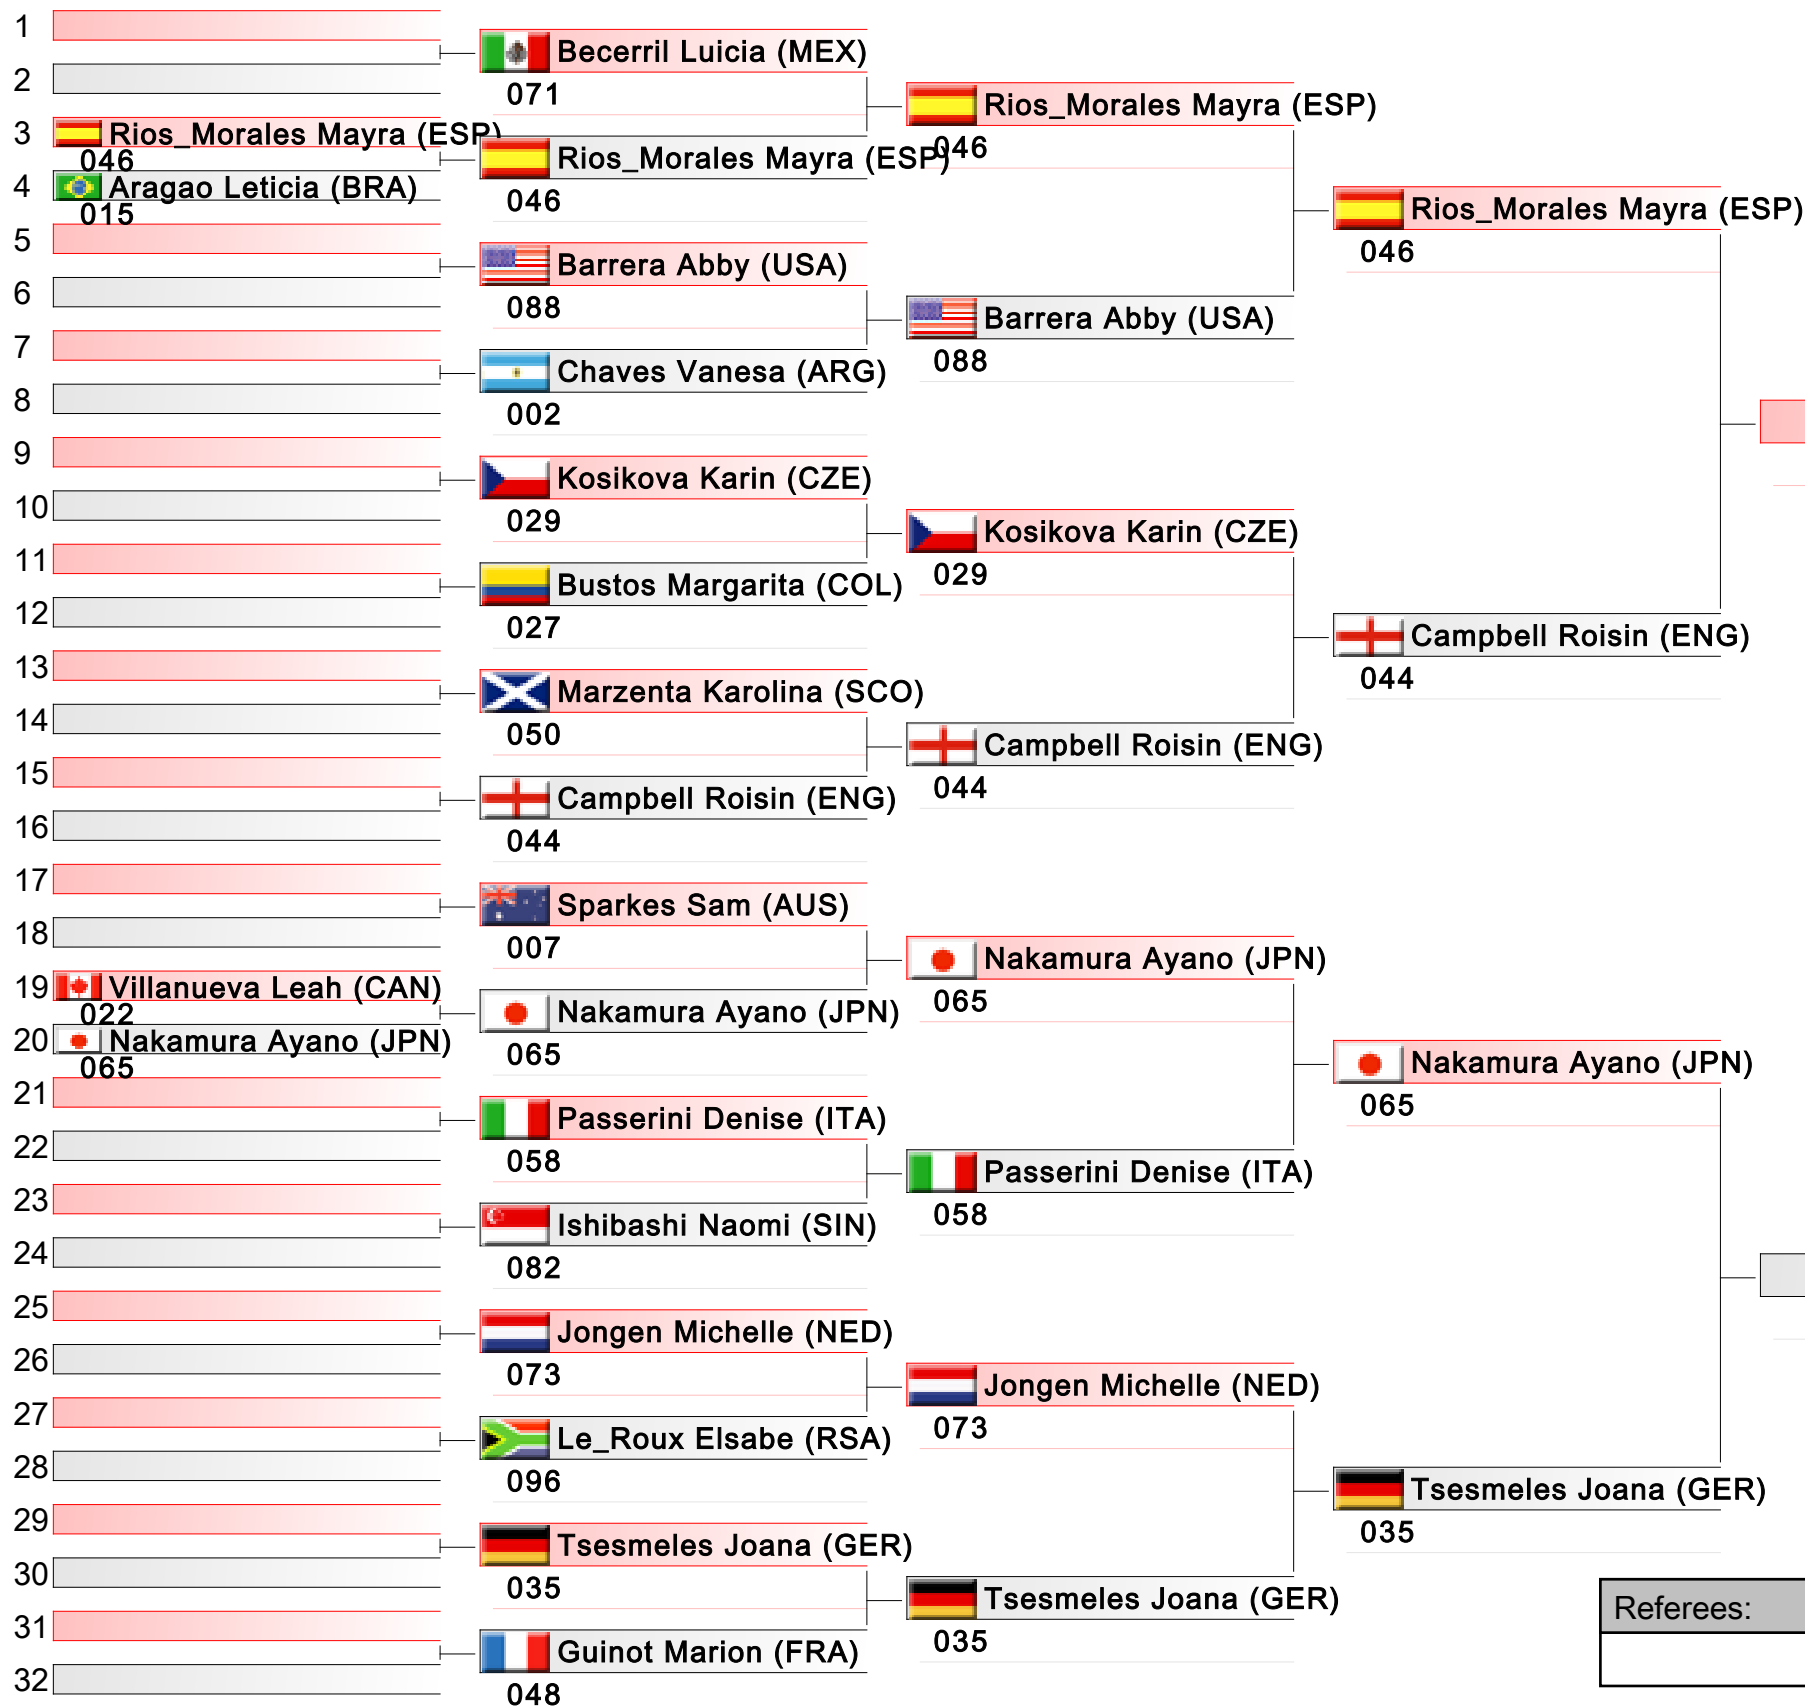 1
2
3
Rios_Morales Mayra (ESP)
046
4
Aragao Leticia (BRA)
015
5
6
7
8
9
10
11
12
13
14
15
16
17
18
19
Villanueva Leah (CAN)
022
20
Nakamura Ayano (JPN)
065
21
22
23
24
25
26
27
28
29
30
31
32
Becerril Luicia (MEX)
071
Rios_Morales Mayra (ESP)
046
Barrera Abby (USA)
088
Chaves Vanesa (ARG)
002
Kosikova Karin (CZE)
029
Bustos Margarita (COL)
027
Marzenta Karolina (SCO)
050
Campbell Roisin (ENG)
044
Sparkes Sam (AUS)
007
Nakamura Ayano (JPN)
065
Passerini Denise (ITA)
058
Ishibashi Naomi (SIN)
082
Jongen Michelle (NED)
073
Le_Roux Elsabe (RSA)
096
Tsesmeles Joana (GER)
035
Guinot Marion (FRA)
048
Rios_Morales Mayra (ESP)
046
Barrera Abby (USA)
088
Kosikova Karin (CZE)
029
Campbell Roisin (ENG)
044
Nakamura Ayano (JPN)
065
Passerini Denise (ITA)
058
Jongen Michelle (NED)
073
Tsesmeles Joana (GER)
035
Rios_Morales Mayra (ESP)
046
Campbell Roisin (ENG)
044
Nakamura Ayano (JPN)
065
Tsesmeles Joana (GER)
035
Referees: